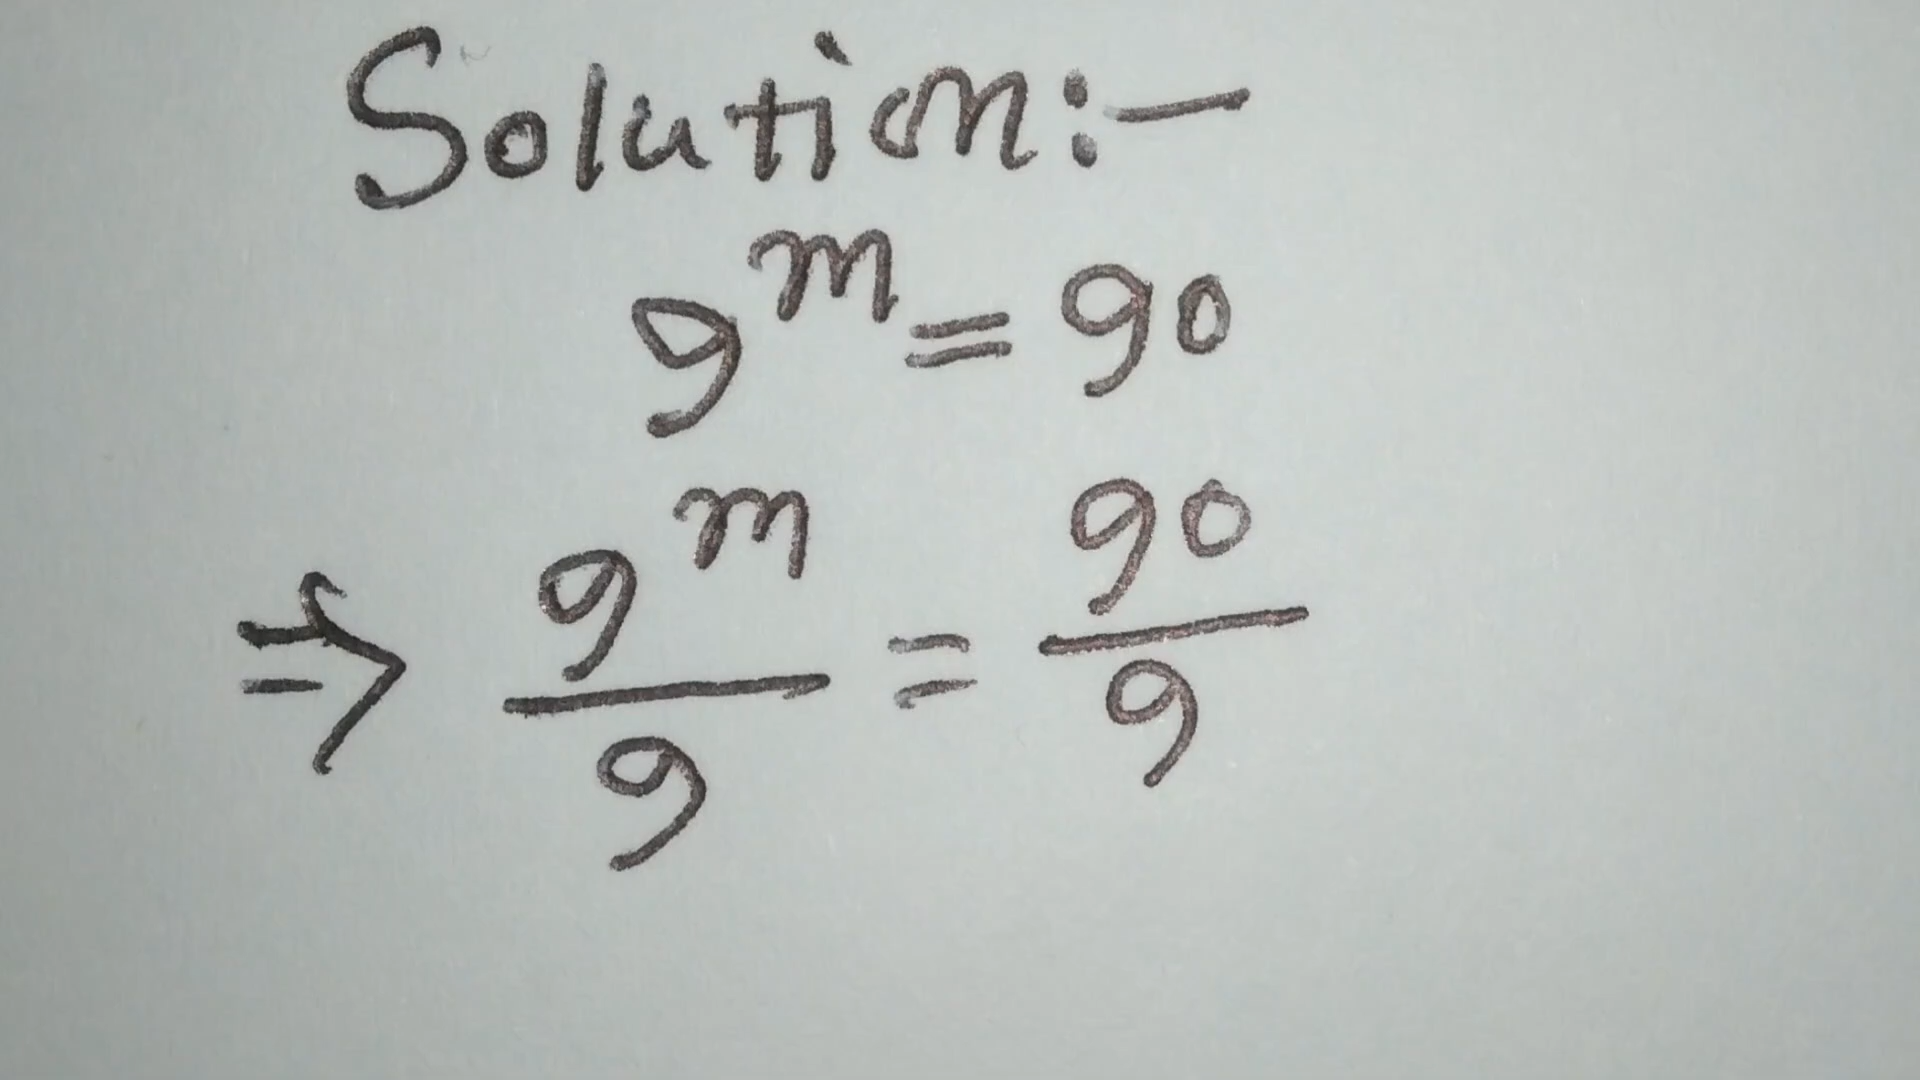 Solution:-
9^m = 90
⇒ 9^m/9 = 90/9